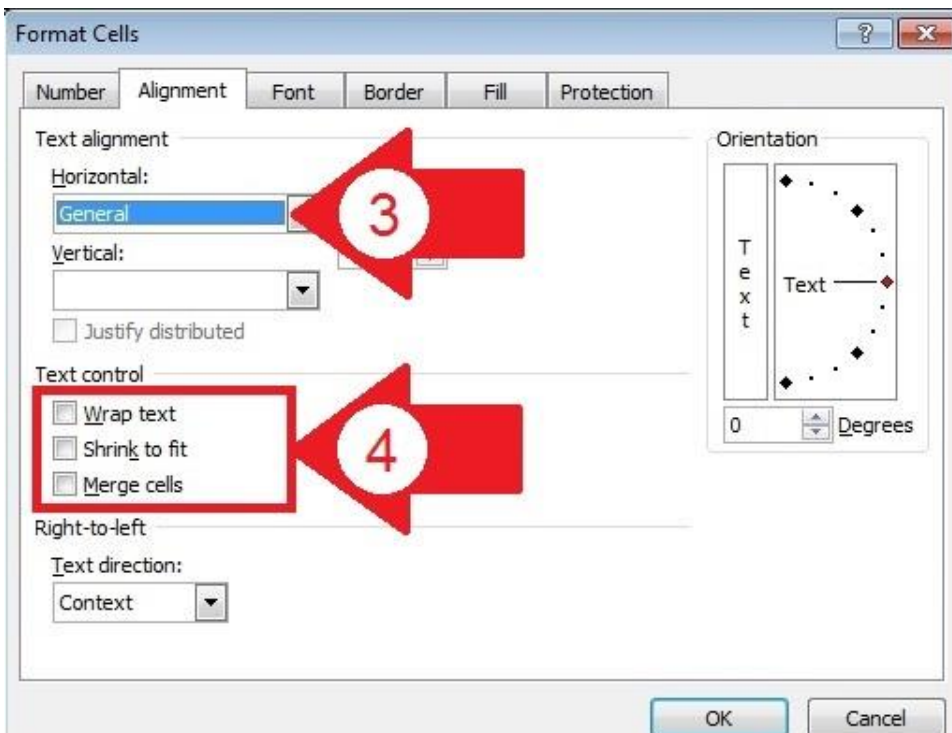 Format Cells
Number Alignment Font Border Fill Protection
Text alignment
Horizontal:
General
3
Vertical:
Justify distributed
Text control
Wrap text
Shrink to fit
Merge cells
4
Right-to-left
Text direction:
Context
Orientation
Text
Text
0 Degrees
OK Cancel